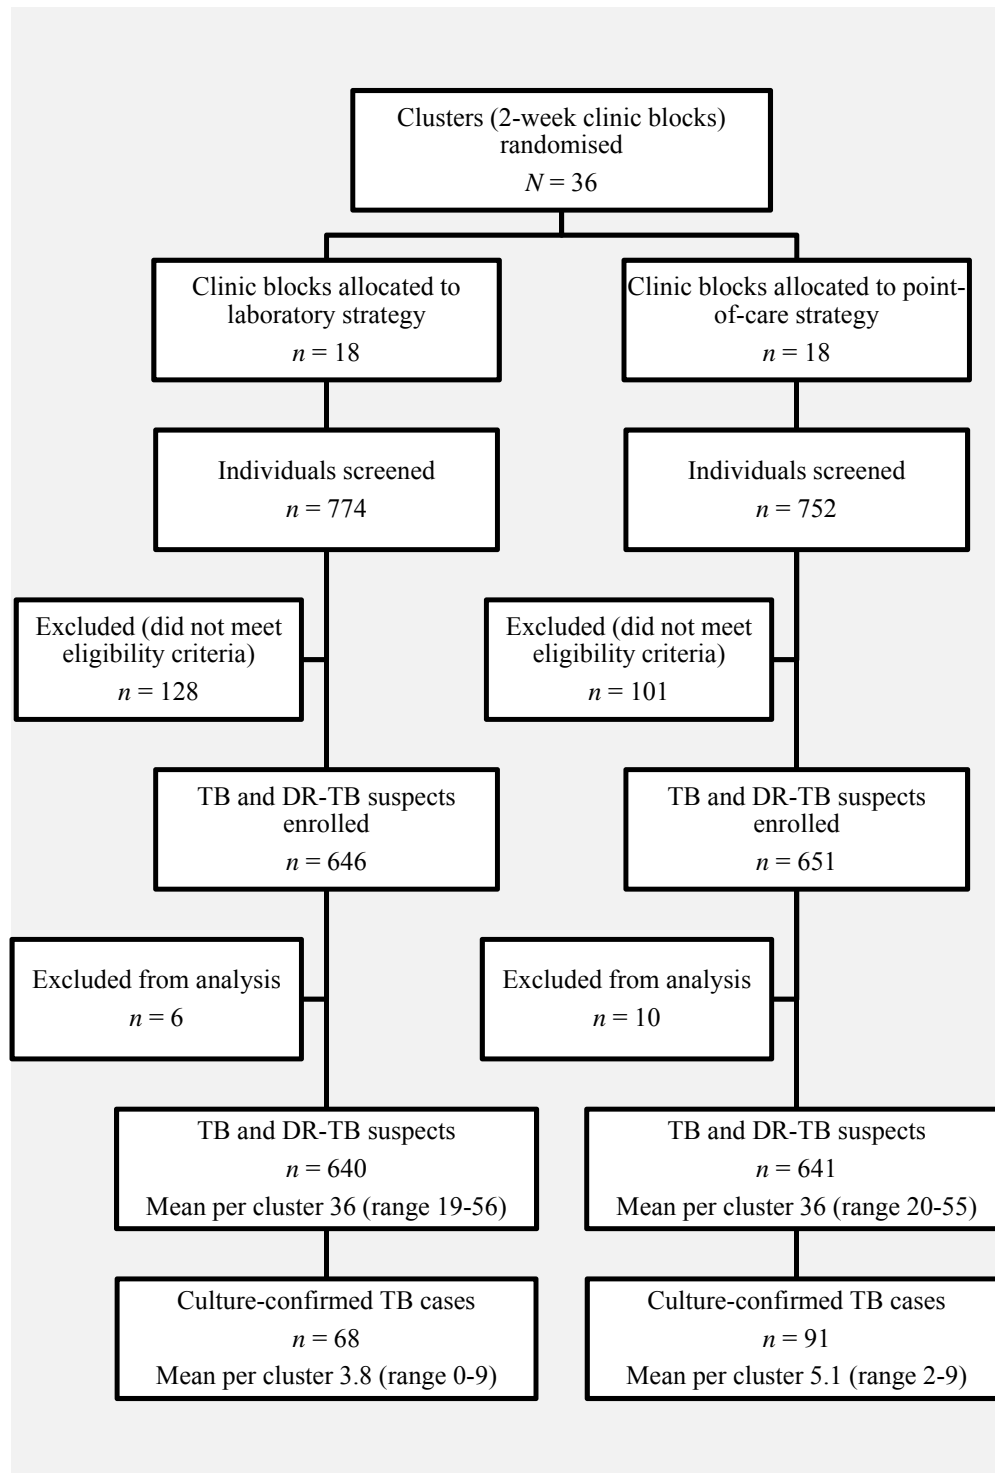 Clusters (2-week clinic blocks)
randomised
N = 36
Clinic blocks allocated to
laboratory strategy
n = 18
Clinic blocks allocated to point-
of-care strategy
n = 18
Individuals screened
n = 774
Individuals screened
n = 752
Excluded (did not meet
eligibility criteria)
n = 128
Excluded (did not meet
eligibility criteria)
n = 101
TB and DR-TB suspects
enrolled
n = 646
TB and DR-TB suspects
enrolled
n = 651
Excluded from analysis
n = 6
Excluded from analysis
n = 10
TB and DR-TB suspects
n = 640
Mean per cluster 36 (range 19-56)
TB and DR-TB suspects
n = 641
Mean per cluster 36 (range 20-55)
Culture-confirmed TB cases
n = 68
Mean per cluster 3.8 (range 0-9)
Culture-confirmed TB cases
n = 91
Mean per cluster 5.1 (range 2-9)